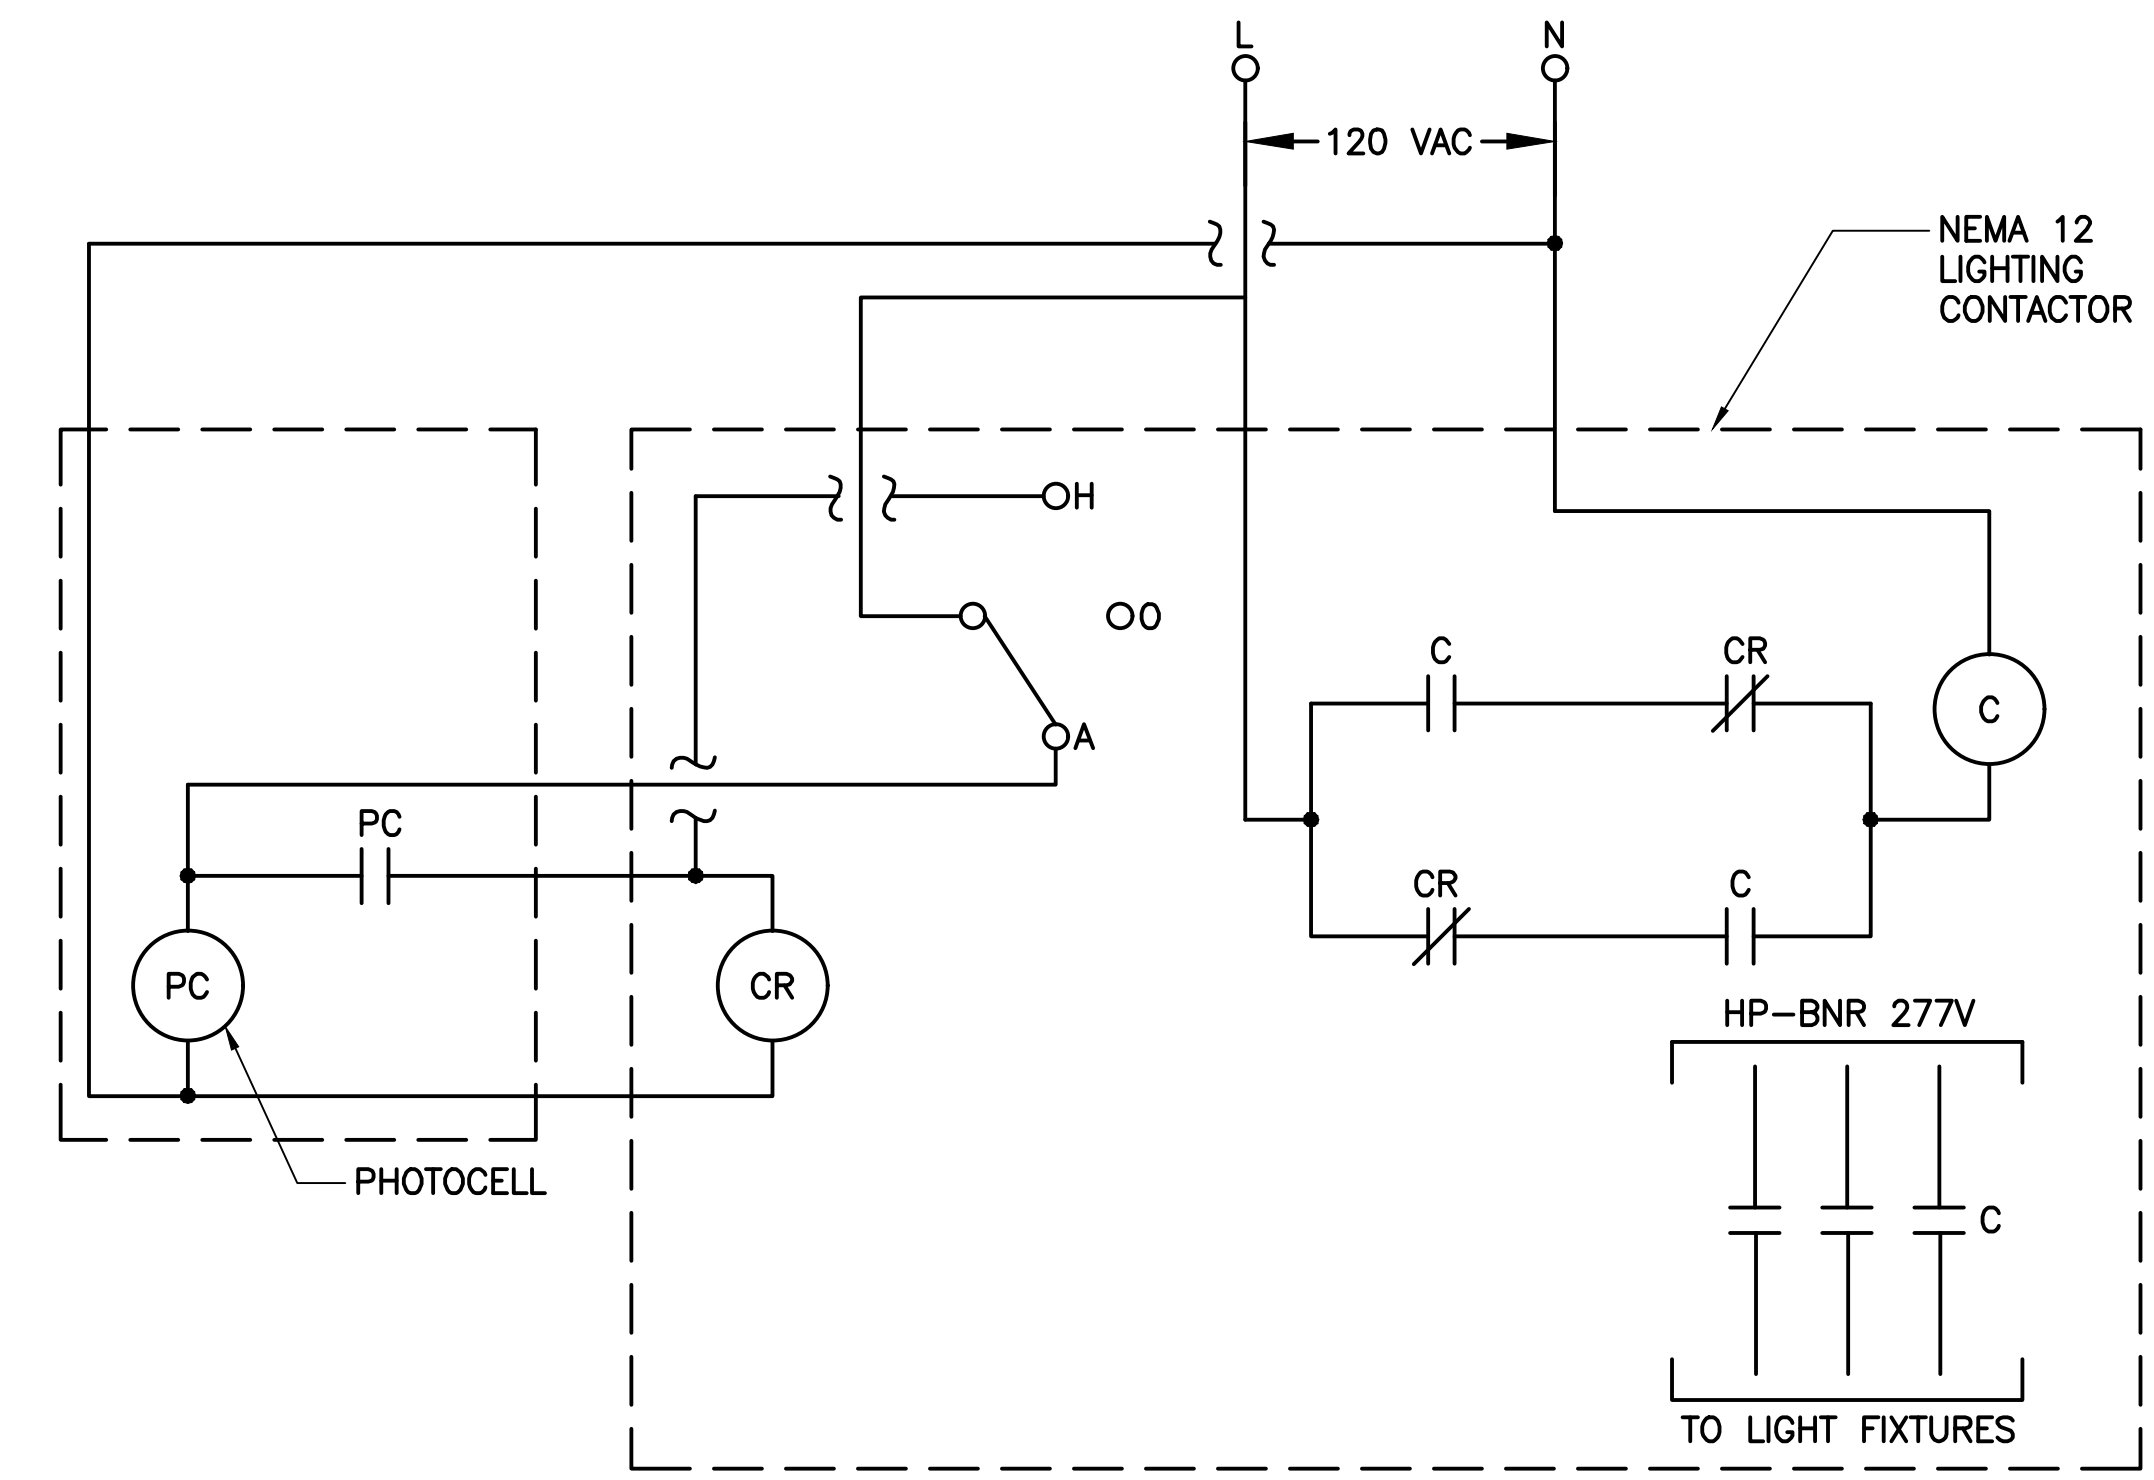 L
N
120 VAC
NEMA 12
LIGHTING
CONTACTOR
H
O
A
C
CR
C
PC
CR
C
PC
CR
HP-BNR 277V
PHOTOCELL
C
TO LIGHT FIXTURES